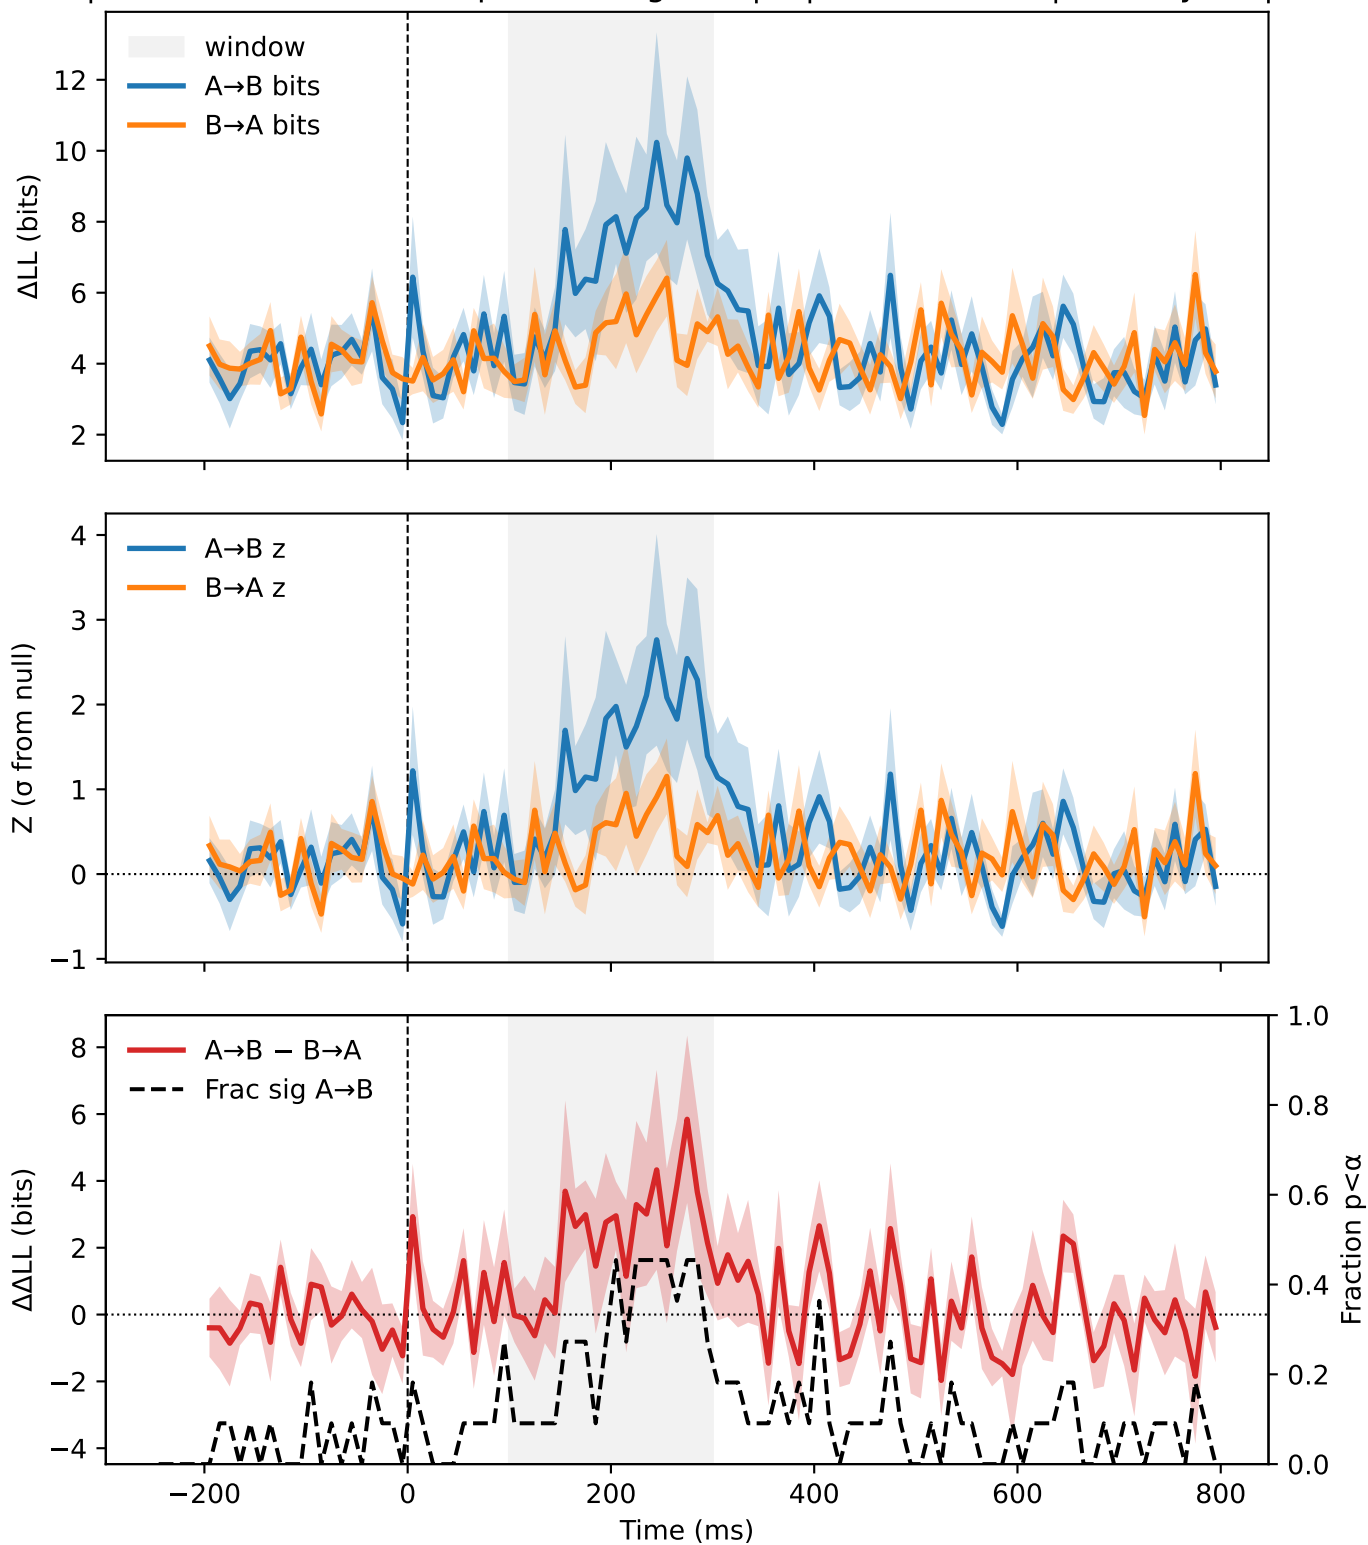 window
A→B bits
B→A bits
12
10
8
6
4
2
ΔLL (bits)
A→B z
B→A z
4
3
2
1
0
−1
Z (σ from null)
A→B − B→A
Frac sig A→B
8
6
4
2
0
−2
−4
ΔΔLL (bits)
1.0
0.8
0.6
0.4
0.2
0.0
Fraction p<α
−200
0
200
400
600
800
Time (ms)